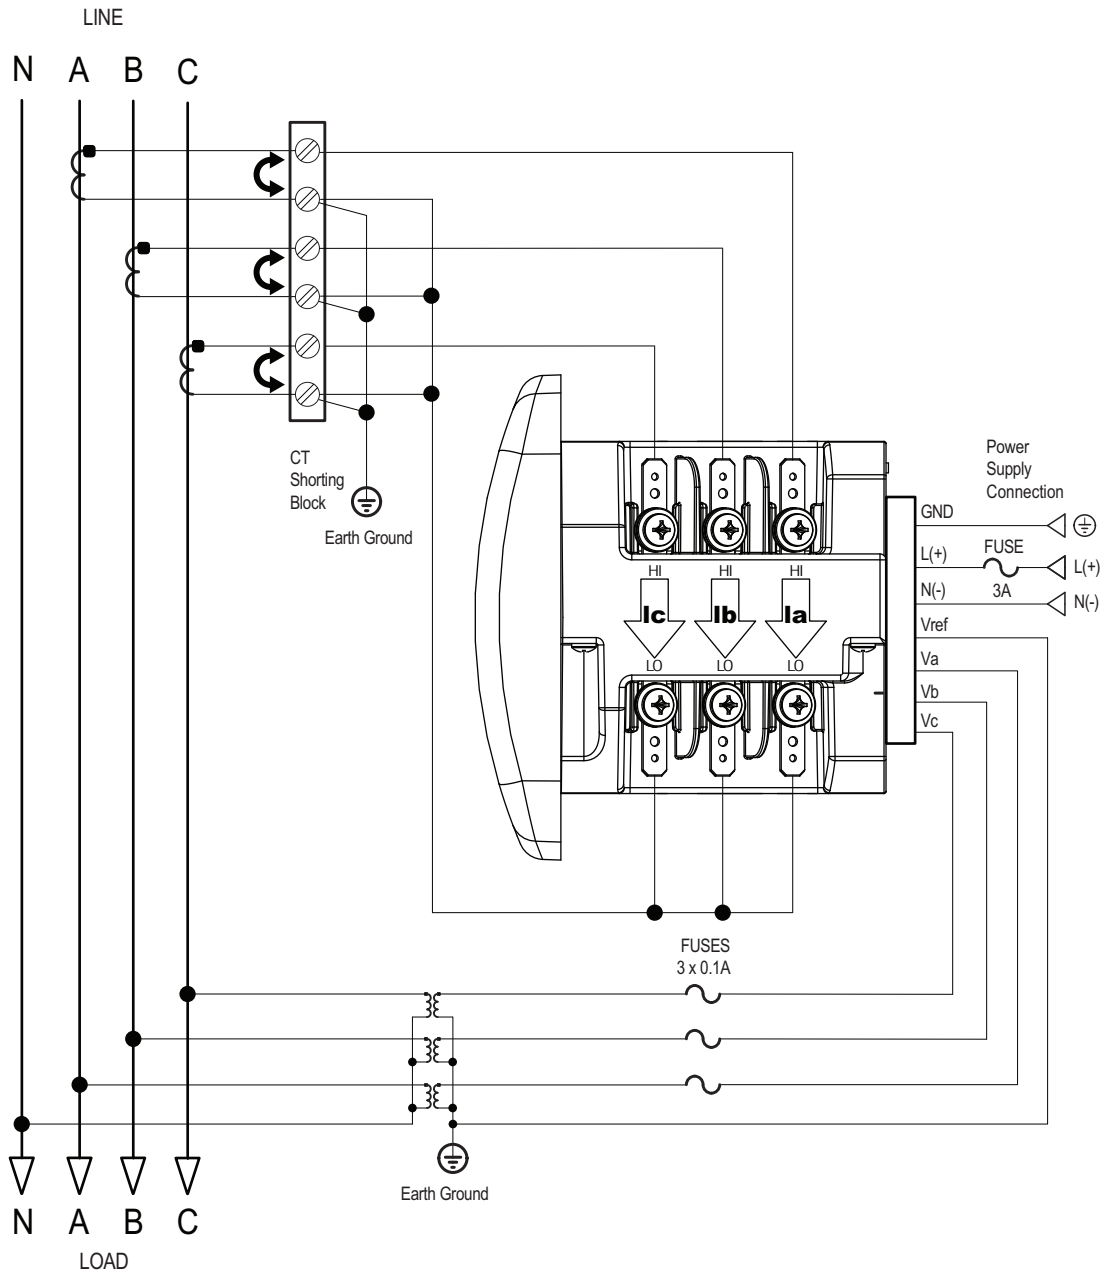 LINE
N A B C
CT
Shorting
Block
Earth Ground
Power
Supply
Connection
GND
L(+) FUSE L(+)
3A
N(-) N(-)
Vref
Va
Vb
Vc
HI HI HI
Ic Ib Ia
LO LO LO
FUSES
3 x 0.1A
Earth Ground
N A B C
LOAD